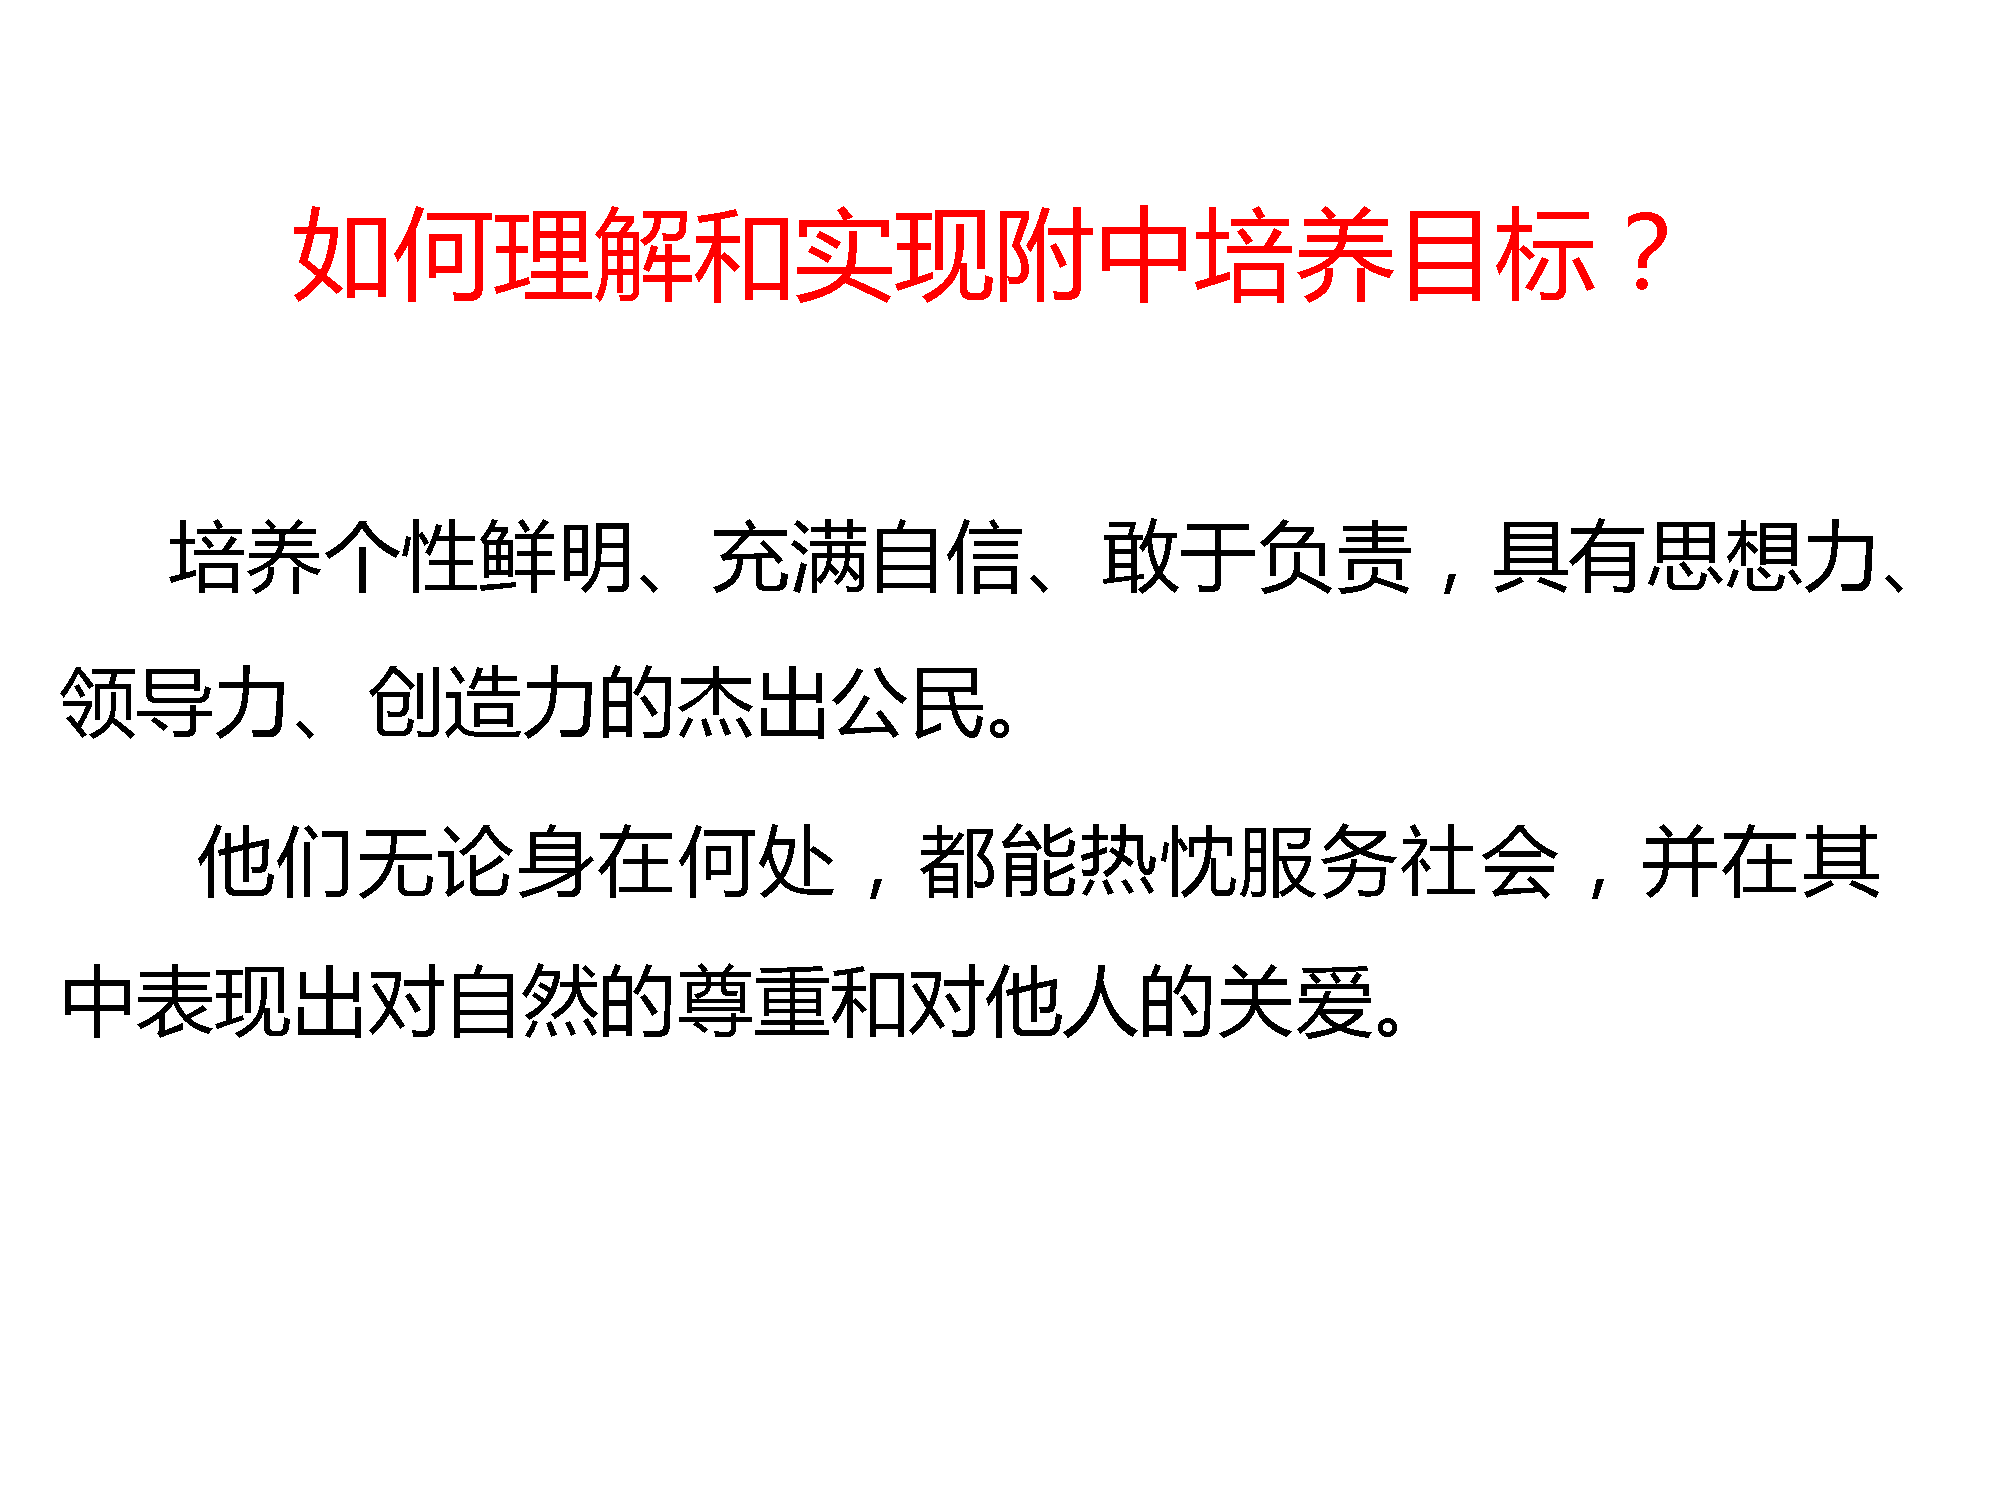 如何理解和实现附中培养目标？
培养个性鲜明、充满自信、敢于负责，具有思想力、
领导力、创造力的杰出公民。
他们无论身在何处，都能热忱服务社会，并在其
中表现出对自然的尊重和对他人的关爱。